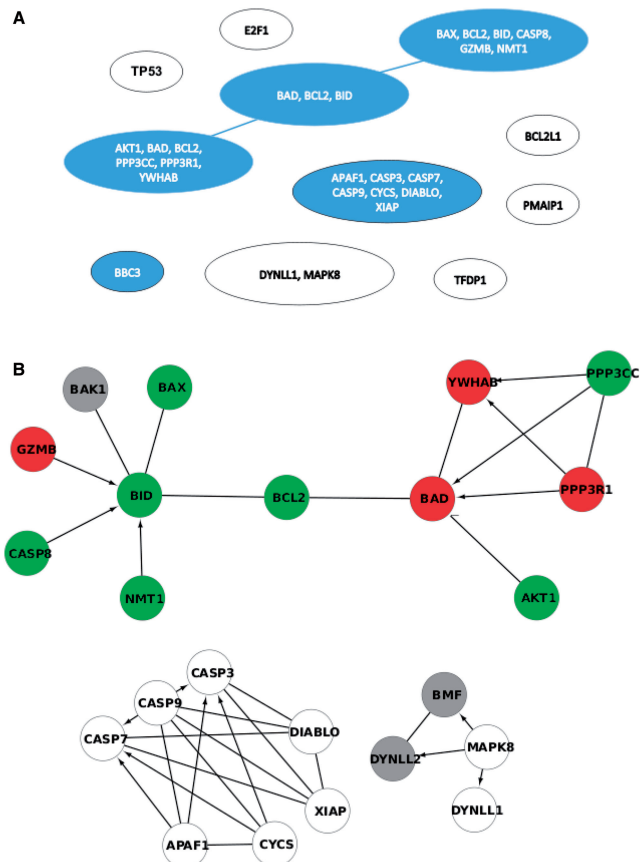 A
E2F1
BAX, BCL2, BID, CASP8,
GZMB, NMT1
TP53
BAD, BCL2, BID
BCL2L1
AKT1, BAD, BCL2,
PPP3CC, PPP3R1,
YWHAB
APAF1, CASP3, CASP7,
CASP9, CYCS, DIABLO,
XIAP
PMAIP1
BBC3
DYNLL1, MAPK8
TFDP1
B
BAK1
BAX
YWHAB
PPP3CC
GZMB
BID
BCL2
BAD
PPP3R1
CASP8
NMT1
AKT1
CASP3
CASP9
BMF
DIABLO
CASP7
MAPK8
DYNLL2
XIAP
DYNLL1
APAF1
CYCS